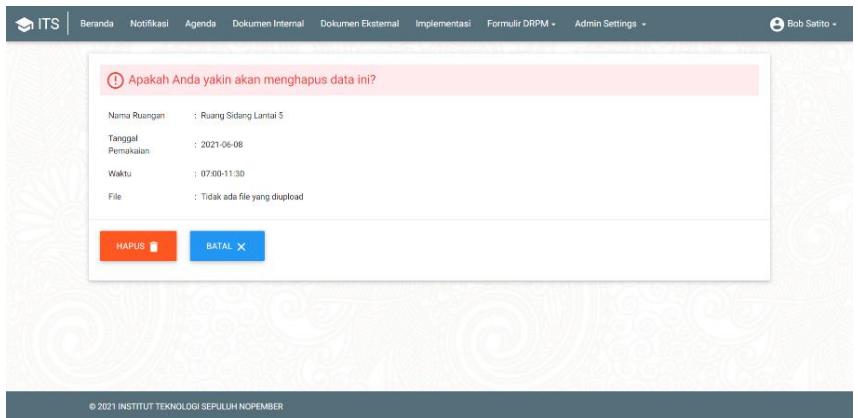 ITS Beranda Notifikasi Agenda Dokumen Internal Dokumen Eksternal Implementasi Formulir DRPM Admin Settings Bob Satito
Apakah Anda yakin akan menghapus data ini?
Nama Ruangan : Ruang Sidang Lantai 5
Tanggal
Pemakaian : 2021-06-08
Waktu : 07:00-11:30
File : Tidak ada file yang diupload
HAPUS BATAL
© 2021 INSTITUT TEKNOLOGI SEPULUH NOPEMBER